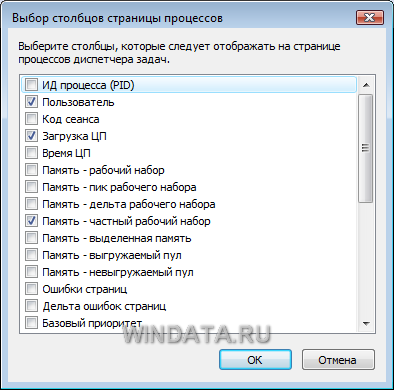 Выбор столбцов страницы процессов
Выберите столбцы, которые следует отображать на странице
процессов диспетчера задач.
ИД процесса (PID)
Пользователь
Код сеанса
Загрузка ЦП
Время ЦП
Память - рабочий набор
Память - пик рабочего набора
Память - дельта рабочего набора
Память - частный рабочий набор
Память - выделенная память
Память - выгружаемый пул
Память - невыгружаемый пул
Ошибки страниц
Дельта ошибок страниц
Базовый приоритет
WINDATA.RU
ОК
Отмена